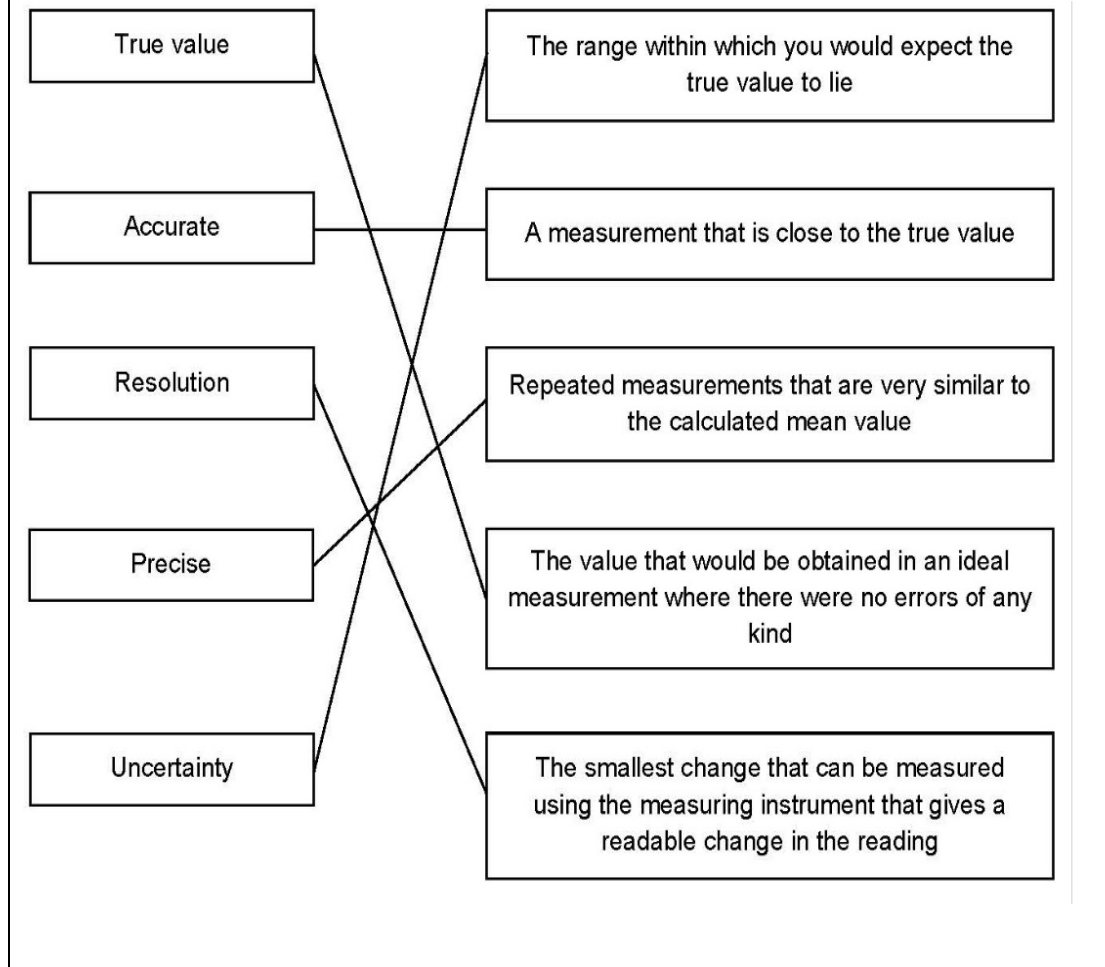 True value
The range within which you would expect the
true value to lie
Accurate
A measurement that is close to the true value
Resolution
Repeated measurements that are very similar to
the calculated mean value
Precise
The value that would be obtained in an ideal
measurement where there were no errors of any
kind
Uncertainty
The smallest change that can be measured
using the measuring instrument that gives a
readable change in the reading